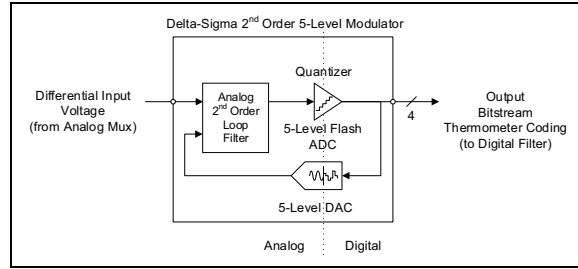 Delta-Sigma 2nd Order 5-Level Modulator
Differential Input
Voltage
(from Analog Mux)
Analog
2nd Order
Loop
Filter
Quantizer
5-Level Flash
ADC
4
Output
Bitstream
Thermometer Coding
(to Digital Filter)
5-Level DAC
Analog
Digital